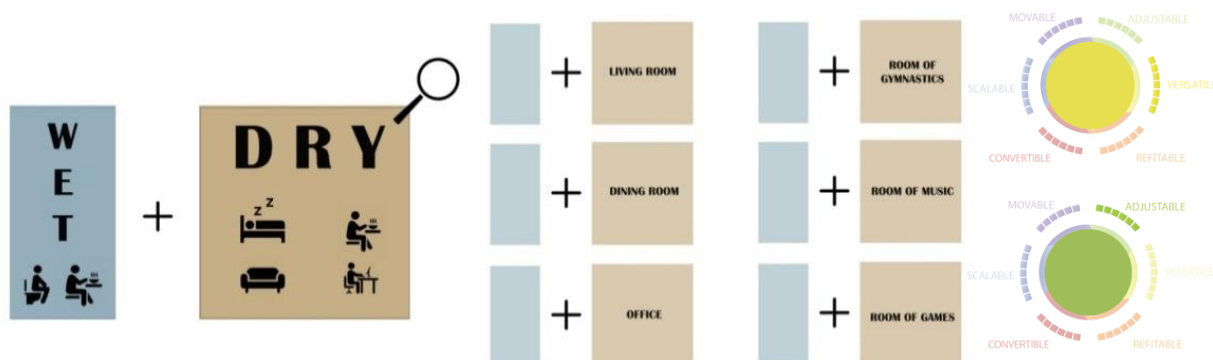 W
E
T
+
DRY
Z Z
+
LIVING ROOM
+
DINING ROOM
+
OFFICE
+
ROOM OF
GYMNASTICS
+
ROOM OF MUSIC
+
ROOM OF GAMES
MOVABLE
ADJUSTABLE
SCALABLE
VERSATILE
CONVERTIBLE
REFITABLE
MOVABLE
ADJUSTABLE
SCALABLE
VERSATILE
CONVERTIBLE
REFITABLE